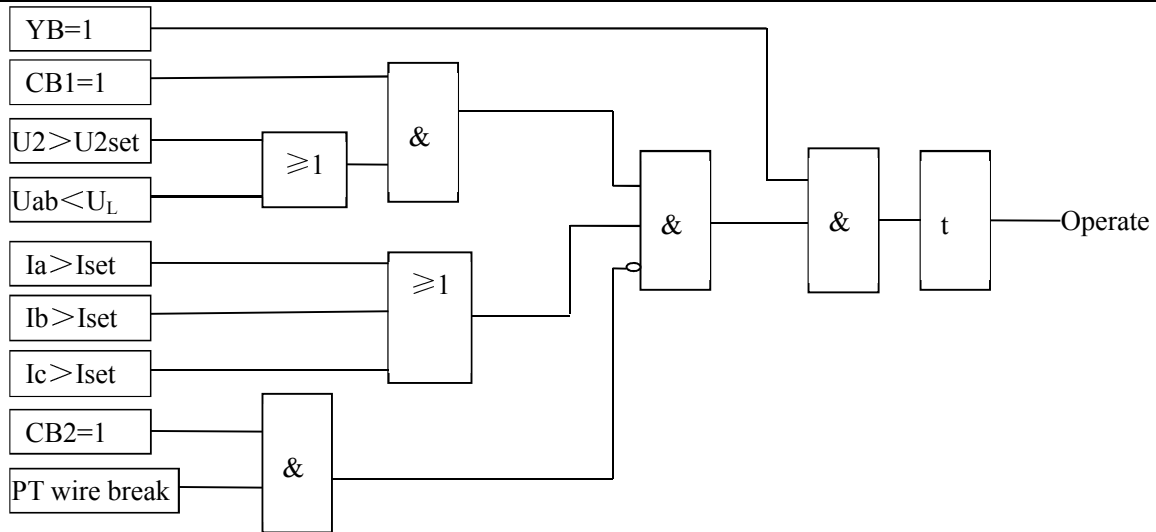 YB=1
CB1=1
U2>U2set
Uab<U_L
Ia>Iset
Ib>Iset
Ic>Iset
CB2=1
PT wire break
≥1
&
≥1
&
&
&
t
Operate